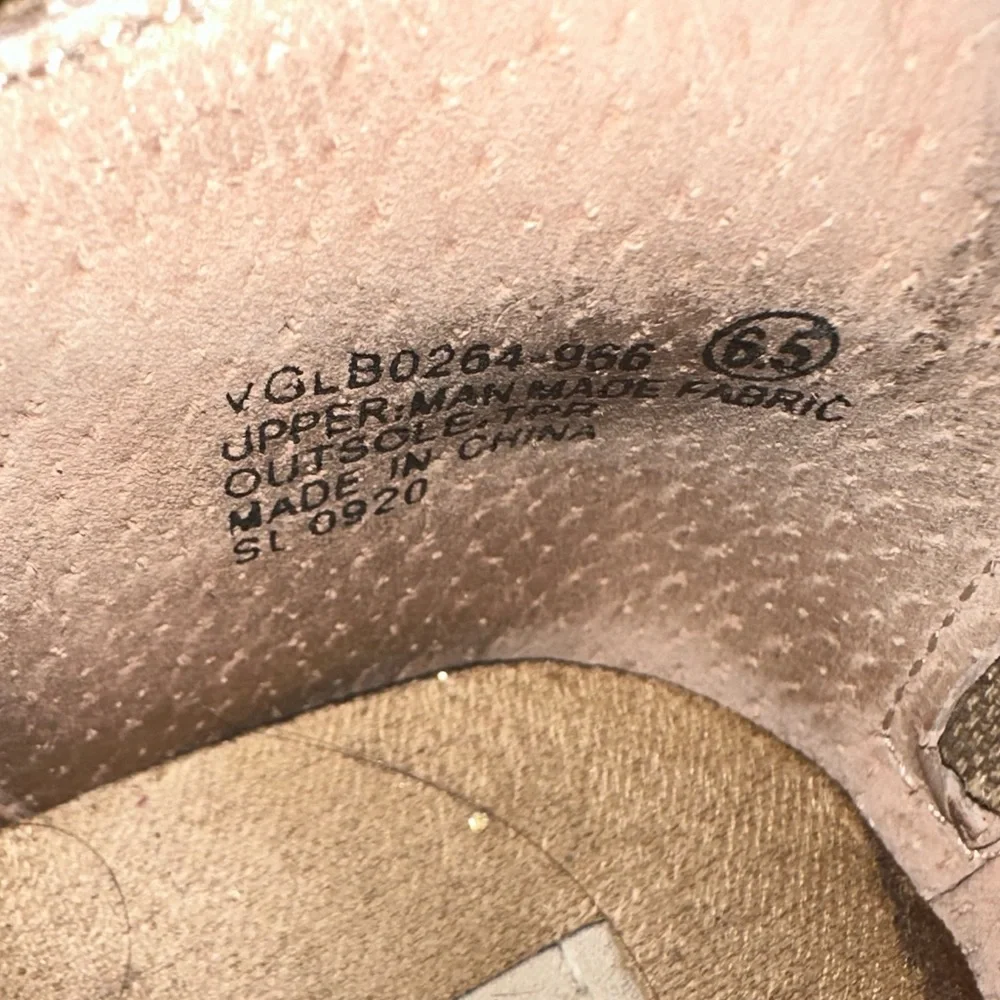 VGLB0264-966 6.5
UPPER:MAN MADE FABRIC
OUTSOLE:TPR
MADE IN CHINA
SL 0920